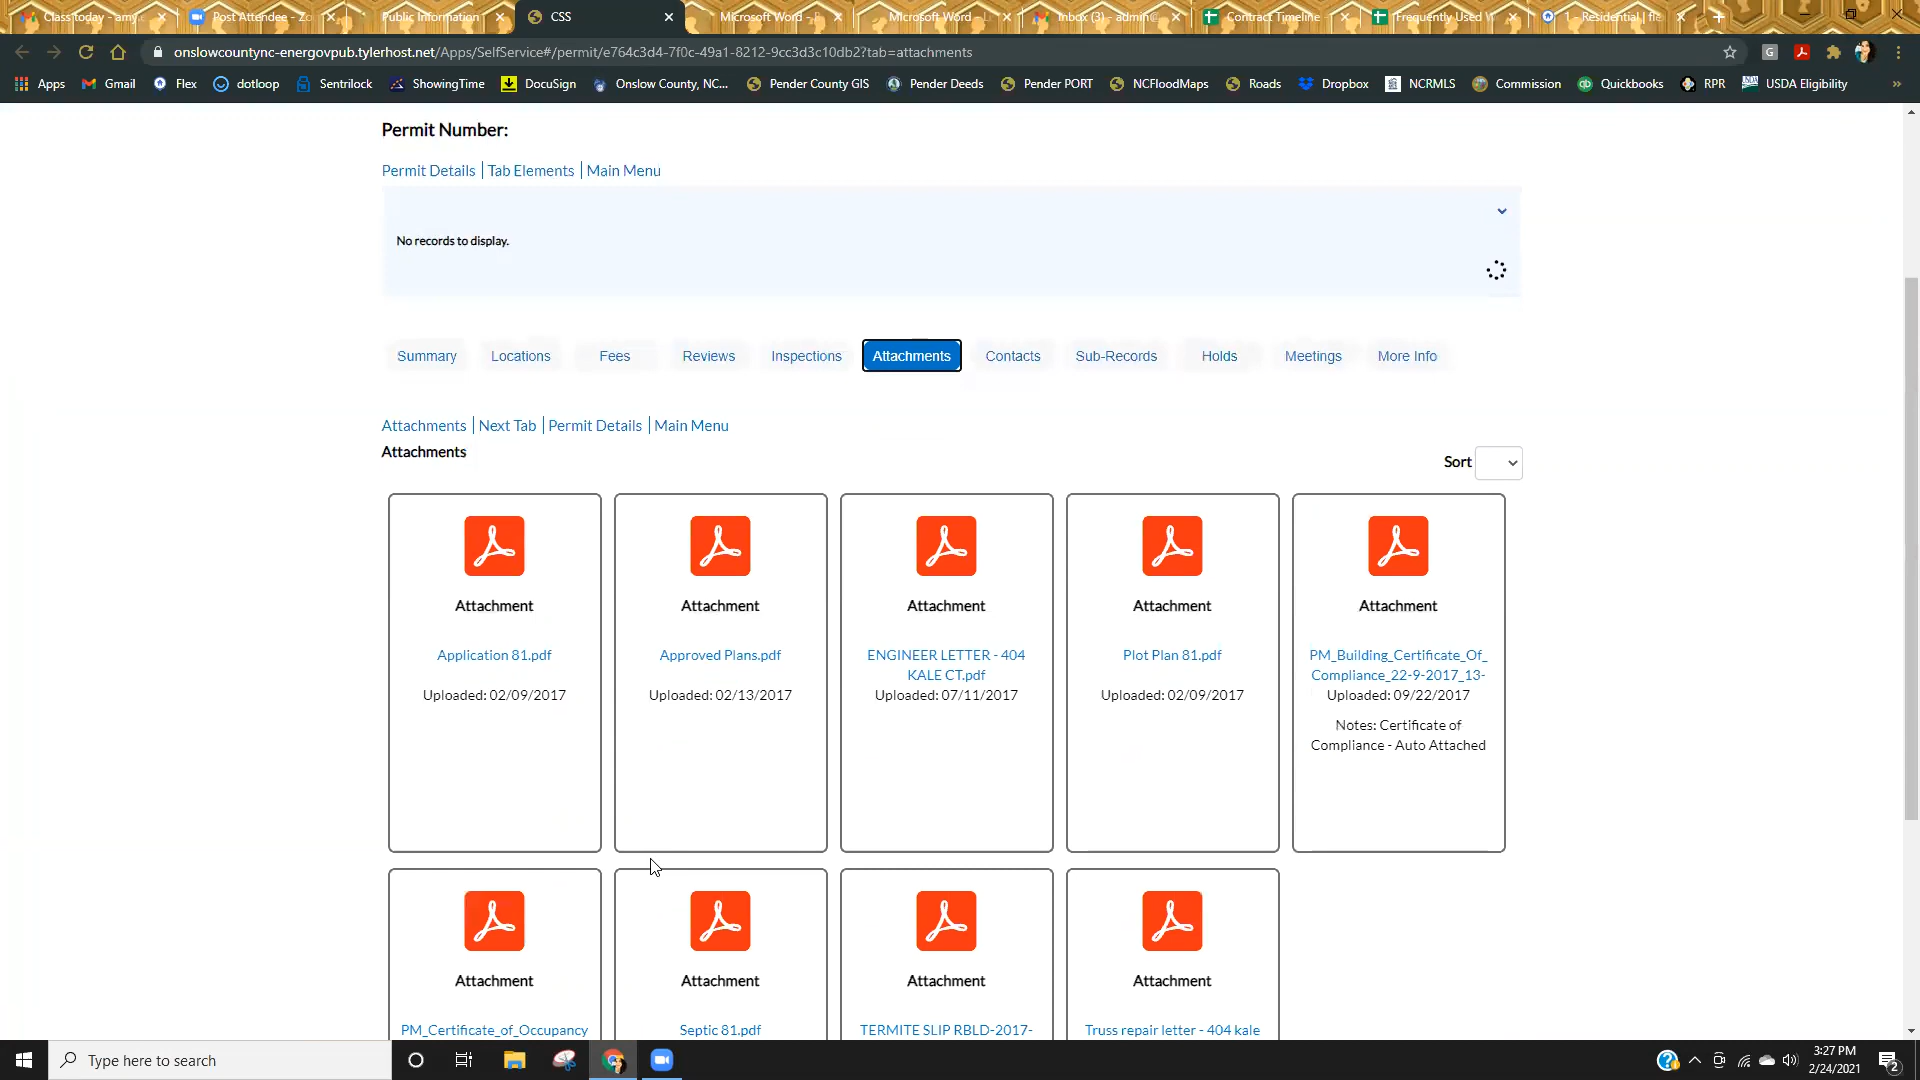 Class today - amy.
Post Attendee - Zo
Public Information
CSS
Microsoft Word -
Microsoft Word -
Inbox (3) - admin@
Contract Timeline
Frequently Used W
1 - Residential | fle
onslowcountync-energovpub.tylerhost.net/Apps/SelfService#/permit/e764c3d4-7f0c-49a1-8212-9cc3d3c10db2?tab=attachments
Apps
Gmail
Flex
dotloop
Sentrilock
ShowingTime
DocuSign
Onslow County, NC...
Pender County GIS
Pender Deeds
Pender PORT
NCFloodMaps
Roads
Dropbox
NCRMLS
Commission
Quickbooks
RPR
USDA Eligibility
»
Permit Number:
Permit Details | Tab Elements | Main Menu
No records to display.
Summary
Locations
Fees
Reviews
Inspections
Attachments
Contacts
Sub-Records
Holds
Meetings
More Info
Attachments | Next Tab | Permit Details | Main Menu
Attachments
Sort
Attachment
Application 81.pdf
Uploaded: 02/09/2017
Attachment
Approved Plans.pdf
Uploaded: 02/13/2017
Attachment
ENGINEER LETTER - 404
KALE CT.pdf
Uploaded: 07/11/2017
Attachment
Plot Plan 81.pdf
Uploaded: 02/09/2017
Attachment
PM_Building_Certificate_Of_
Compliance_22-9-2017_13-
Uploaded: 09/22/2017
Notes: Certificate of
Compliance - Auto Attached
Attachment
PM_Certificate_of_Occupancy
Attachment
Septic 81.pdf
Attachment
TERMITE SLIP RBLD-2017-
Attachment
Truss repair letter - 404 kale
Type here to search
3:27 PM
2/24/2021
2